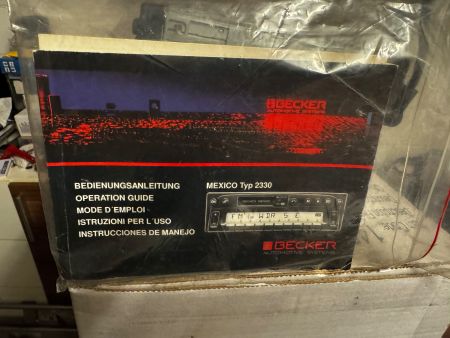 BECKER
AUTOMOTIVE SYSTEMS
BEDIENUNGSANLEITUNG
OPERATION GUIDE
MODE D'EMPLOI
ISTRUZIONI PER L'USO
INSTRUCCIONES DE MANEJO
MEXICO Typ 2330
BECKER
AUTOMOTIVE SYSTEMS